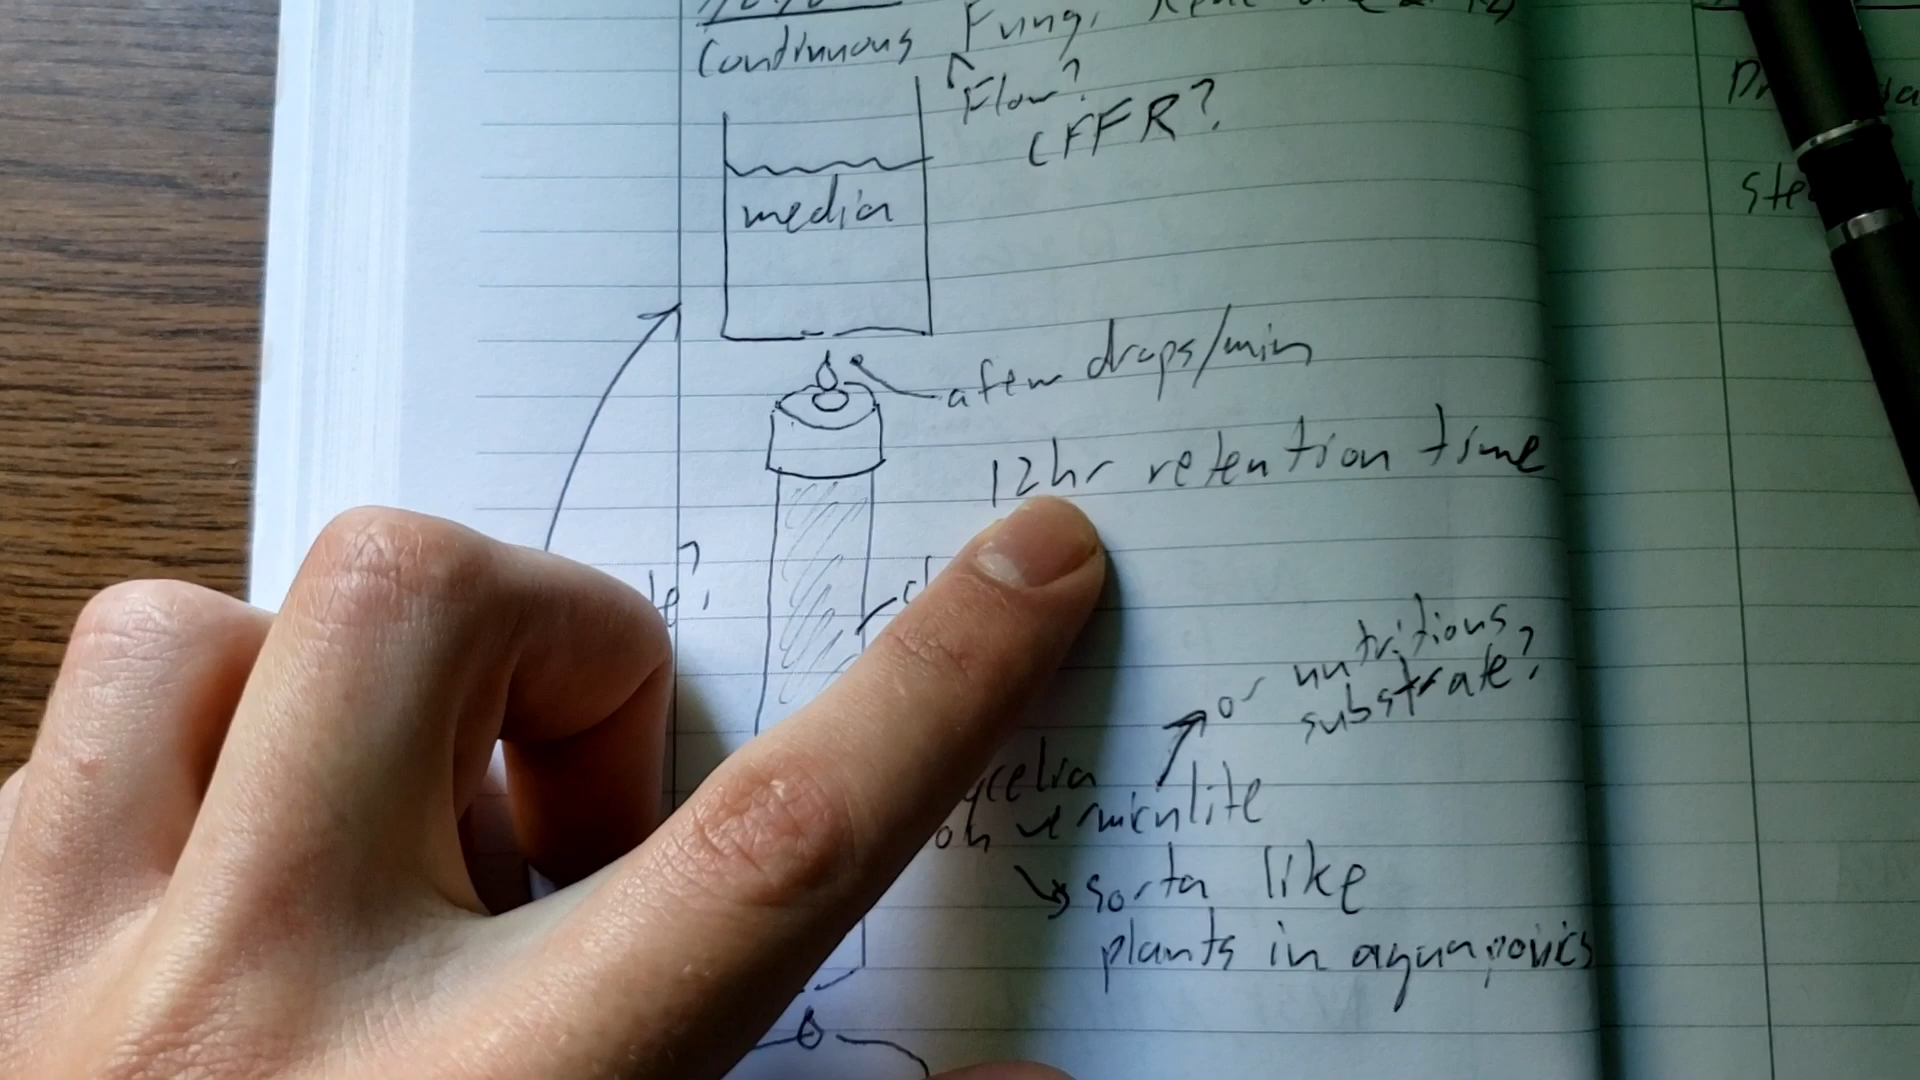 Continuous Fungi
Flow?
CFFR?
media
a few drops/min
12hr retention time
or nutritious
substrate?
on vermiculite
sorta like
plants in aquaponics